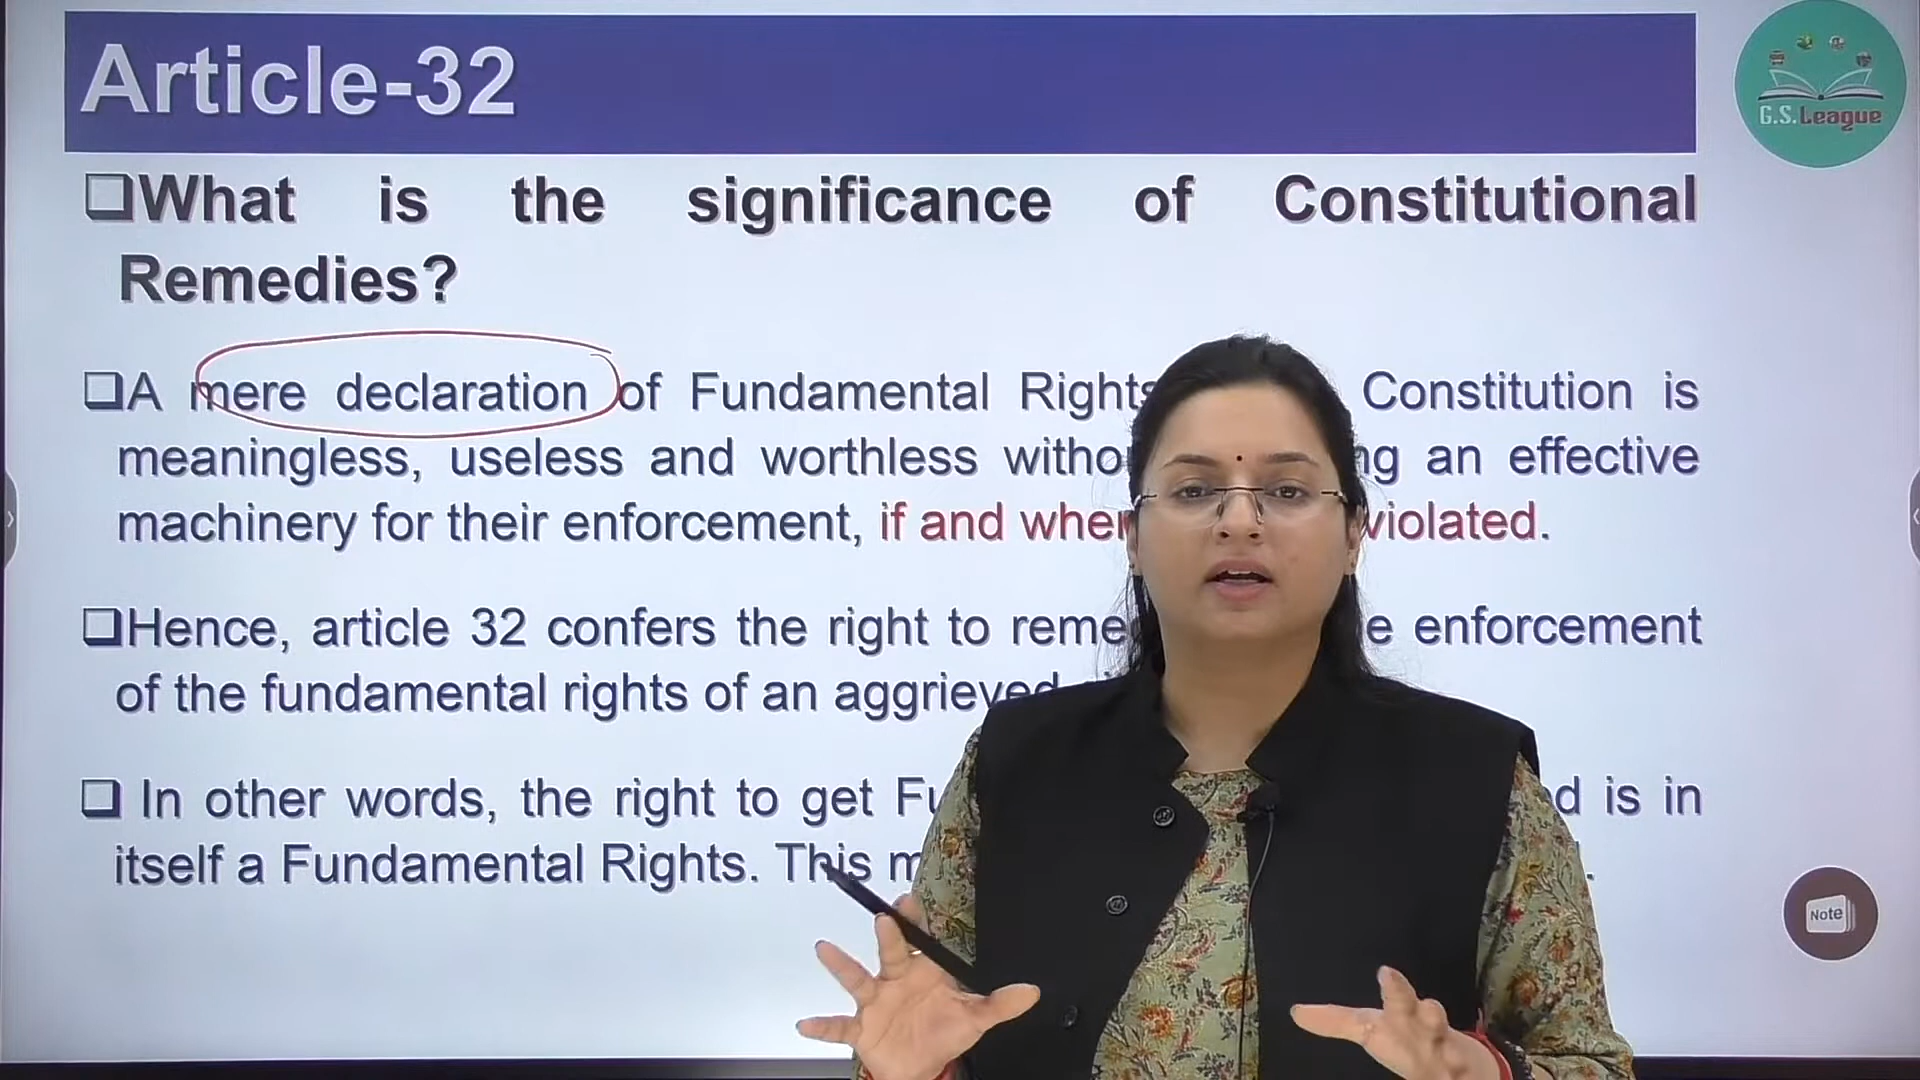 Article-32
G.S.League
What is the significance of Constitutional
Remedies?
A mere declaration of Fundamental Rights Constitution is
meaningless, useless and worthless an effective
machinery for their enforcement, if and violated.
Hence, article 32 confers the right to enforcement
of the fundamental rights of an aggrieved
In other words, the right to get is in
itself a Fundamental Rights. This
Note